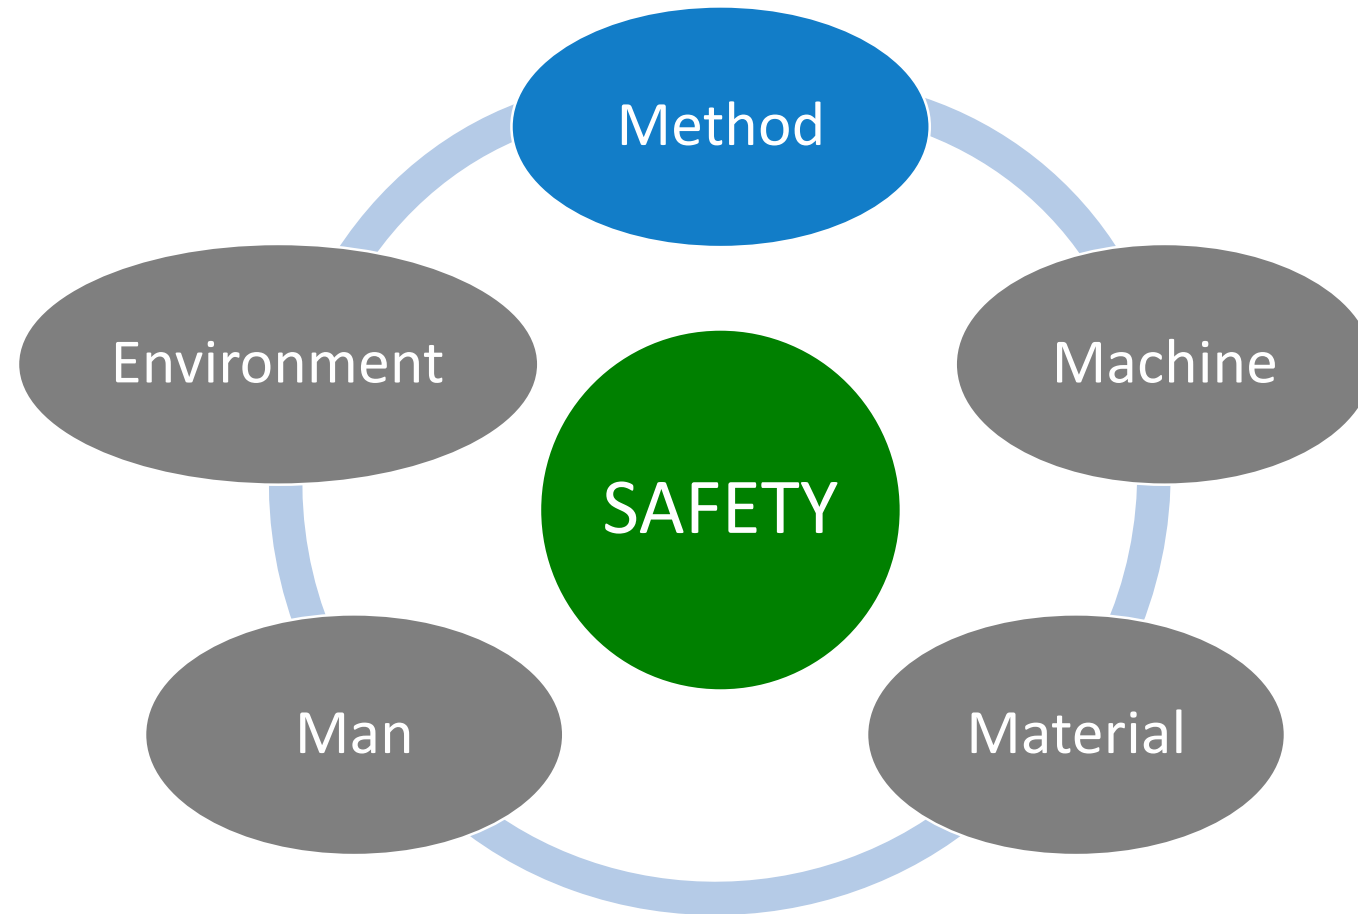 Method
Environment
Machine
SAFETY
Man
Material